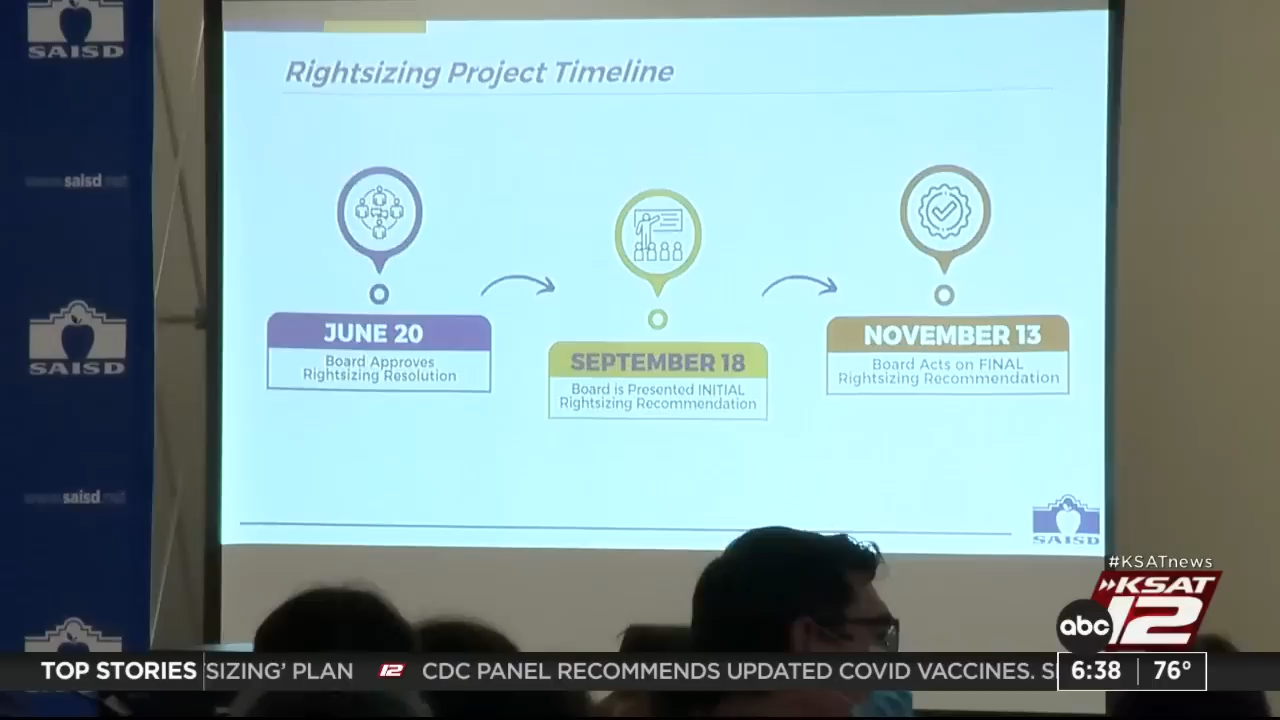 SAISD
www.saisd.net
SAISD
www.saisd.net
Rightsizing Project Timeline
JUNE 20
Board Approves
Rightsizing Resolution
SEPTEMBER 18
Board is Presented INITIAL
Rightsizing Recommendation
NOVEMBER 13
Board Acts on FINAL
Rightsizing Recommendation
SAISD
#KSATnews
KSAT
abc 12
TOP STORIES SIZING’ PLAN 12 CDC PANEL RECOMMENDS UPDATED COVID VACCINES. S 6:38 76°